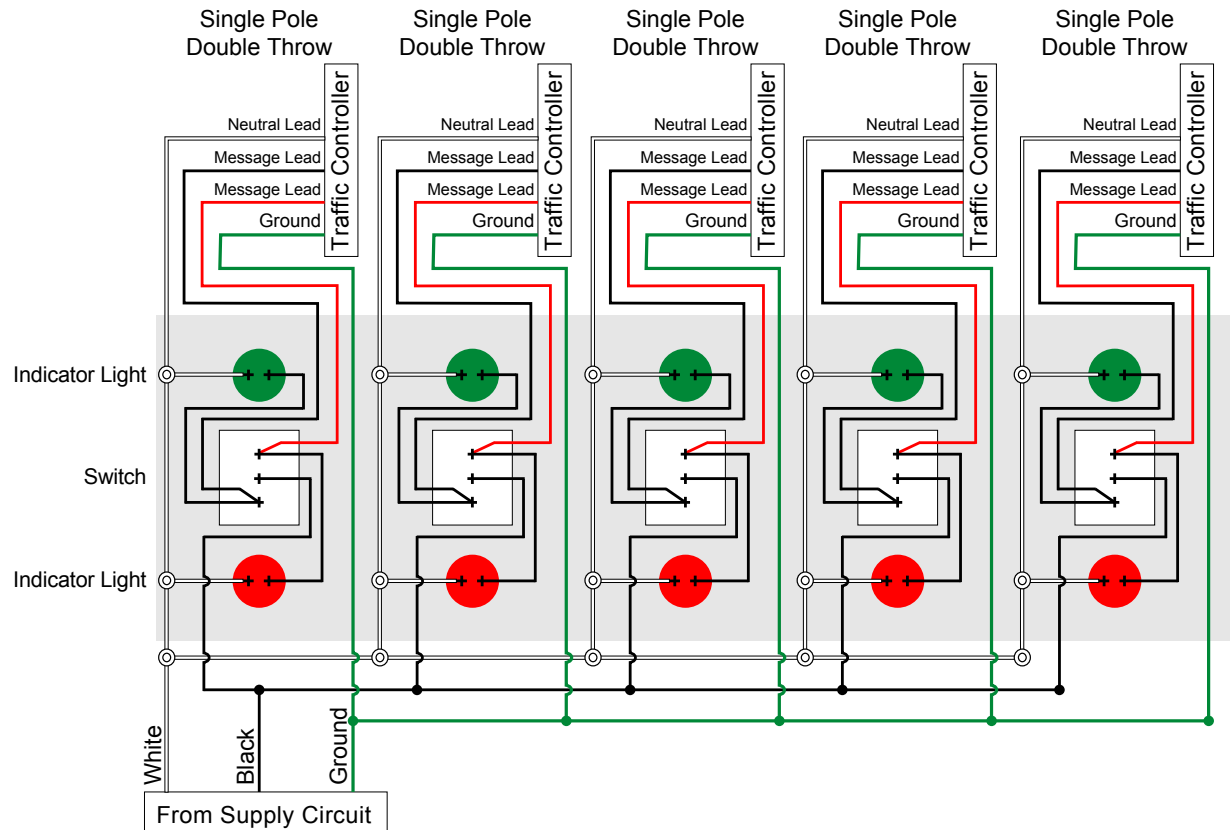 Single Pole
Double Throw
Single Pole
Double Throw
Single Pole
Double Throw
Single Pole
Double Throw
Single Pole
Double Throw
Neutral Lead
Message Lead
Message Lead
Ground
Traffic Controller
Neutral Lead
Message Lead
Message Lead
Ground
Traffic Controller
Neutral Lead
Message Lead
Message Lead
Ground
Traffic Controller
Neutral Lead
Message Lead
Message Lead
Ground
Traffic Controller
Neutral Lead
Message Lead
Message Lead
Ground
Traffic Controller
Indicator Light
Switch
Indicator Light
White
Black
Ground
From Supply Circuit